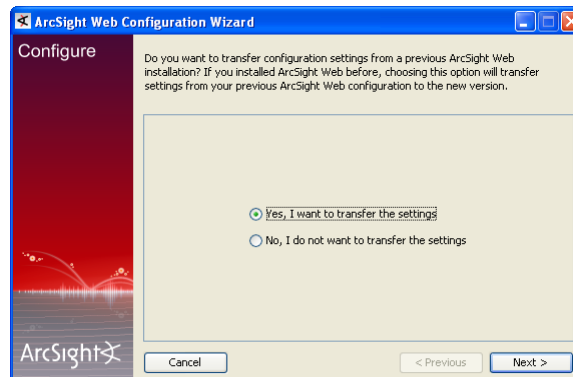 ArcSight Web Configuration Wizard
Configure
Do you want to transfer configuration settings from a previous ArcSight Web
installation? If you installed ArcSight Web before, choosing this option will transfer
settings from your previous ArcSight Web configuration to the new version.
Yes, I want to transfer the settings
No, I do not want to transfer the settings
ArcSight
Cancel
< Previous
Next >